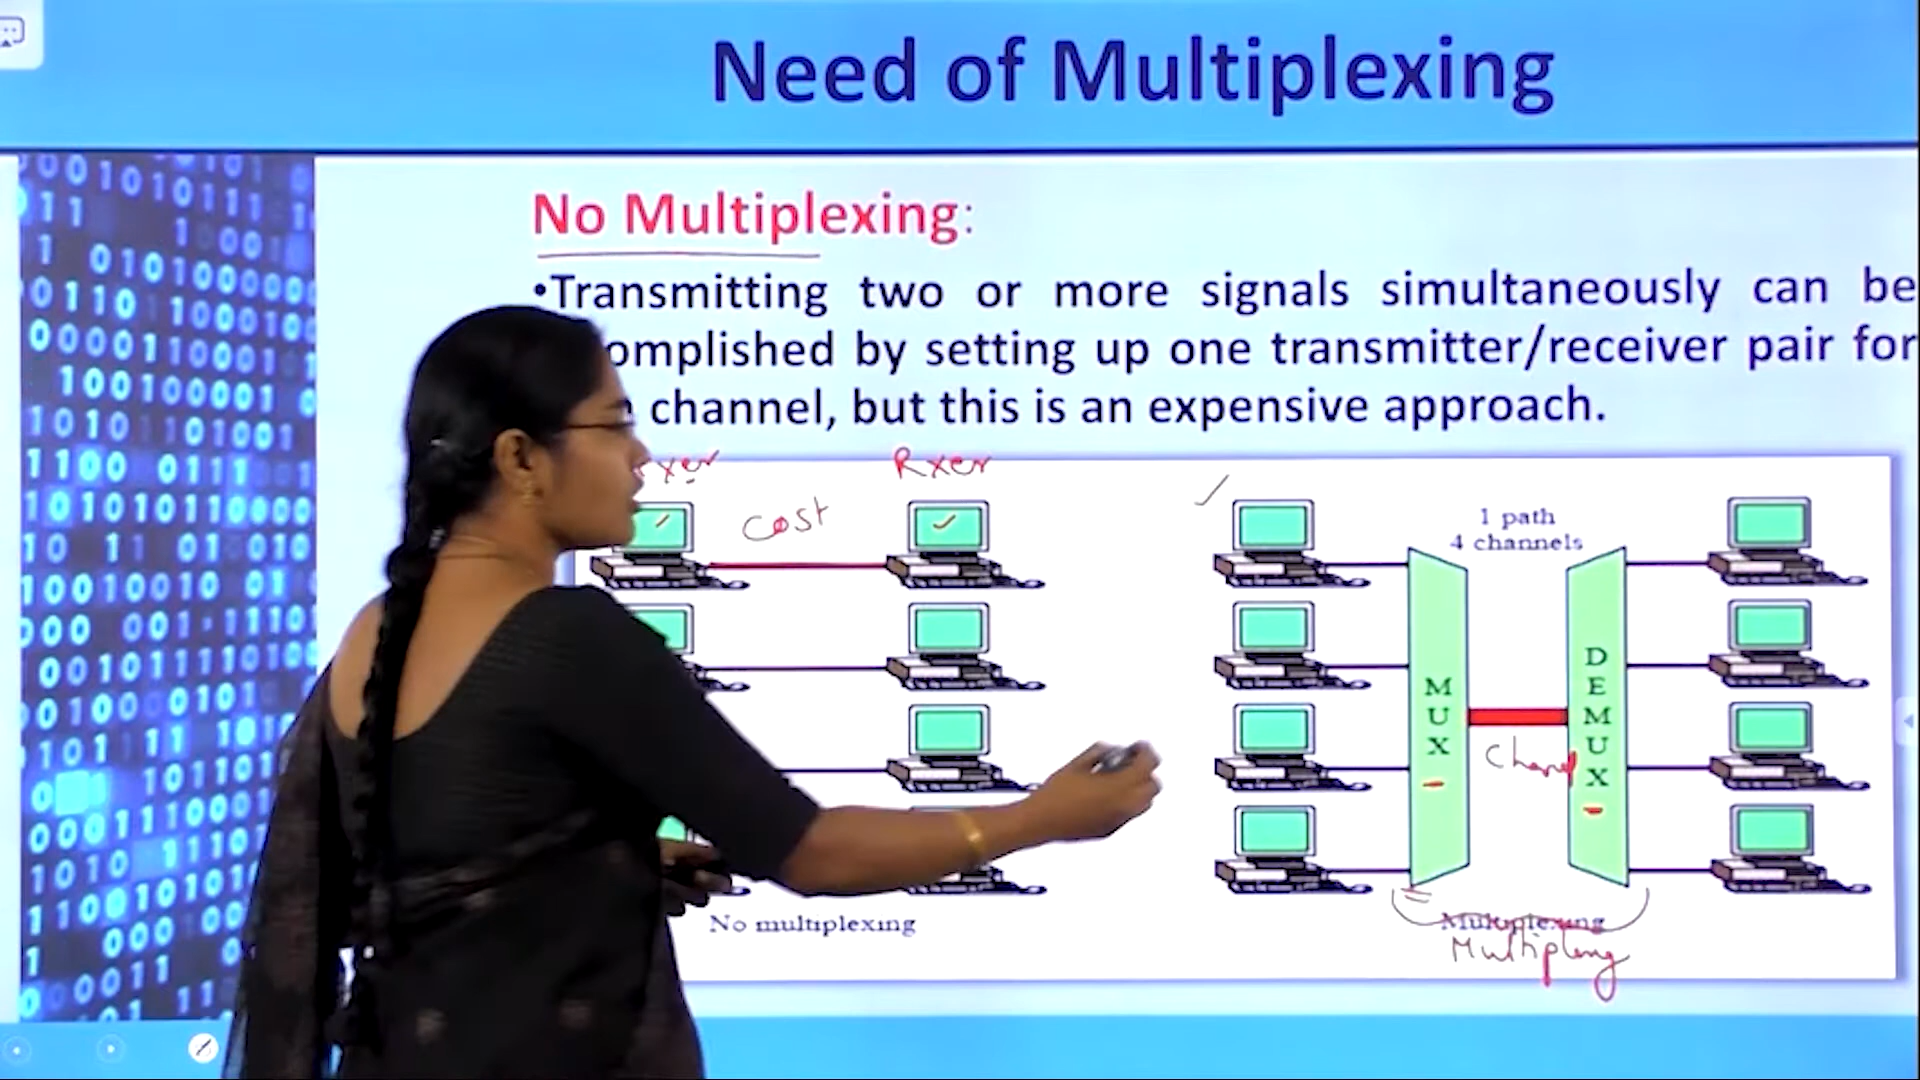 Need of Multiplexing
No Multiplexing:
•Transmitting two or more signals simultaneously can be
omplished by setting up one transmitter/receiver pair for
channel, but this is an expensive approach.
xer Rxer
cost
1 path
4 channels
MUX
DEMUX
No multiplexing
Multiplexing